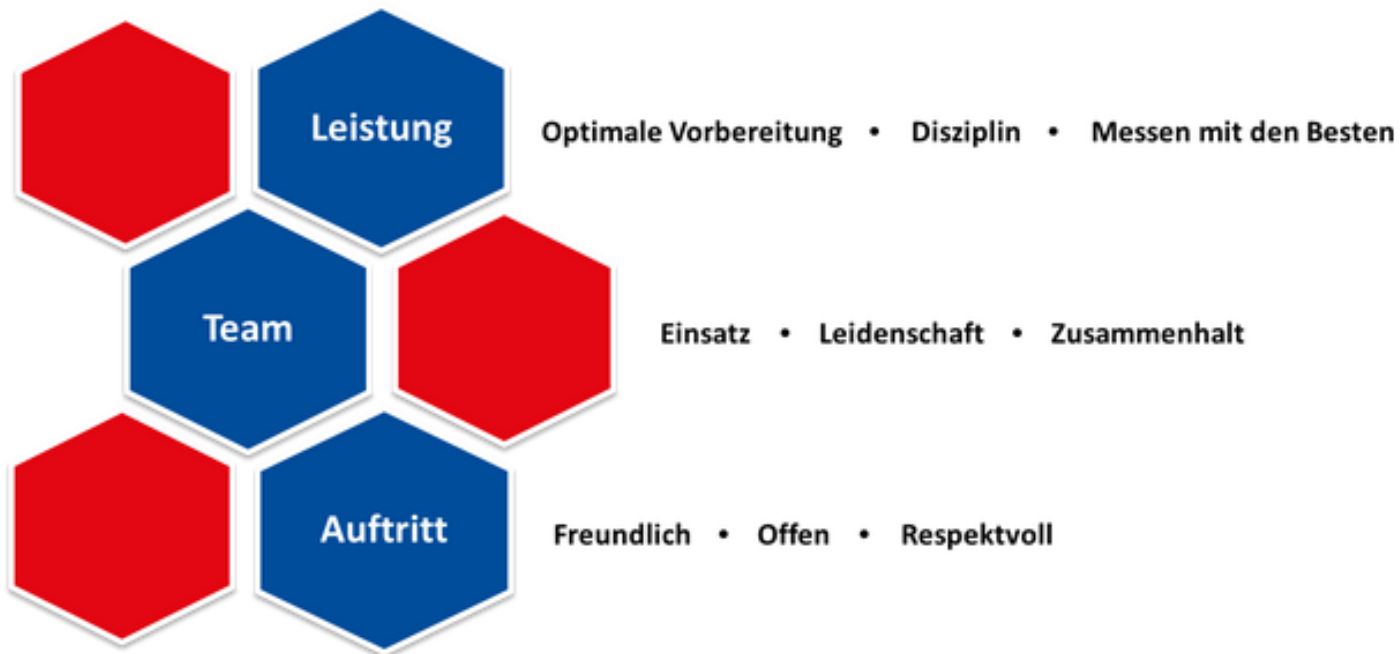 Leistung
Optimale Vorbereitung • Disziplin • Messen mit den Besten
Team
Einsatz • Leidenschaft • Zusammenhalt
Auftritt
Freundlich • Offen • Respektvoll